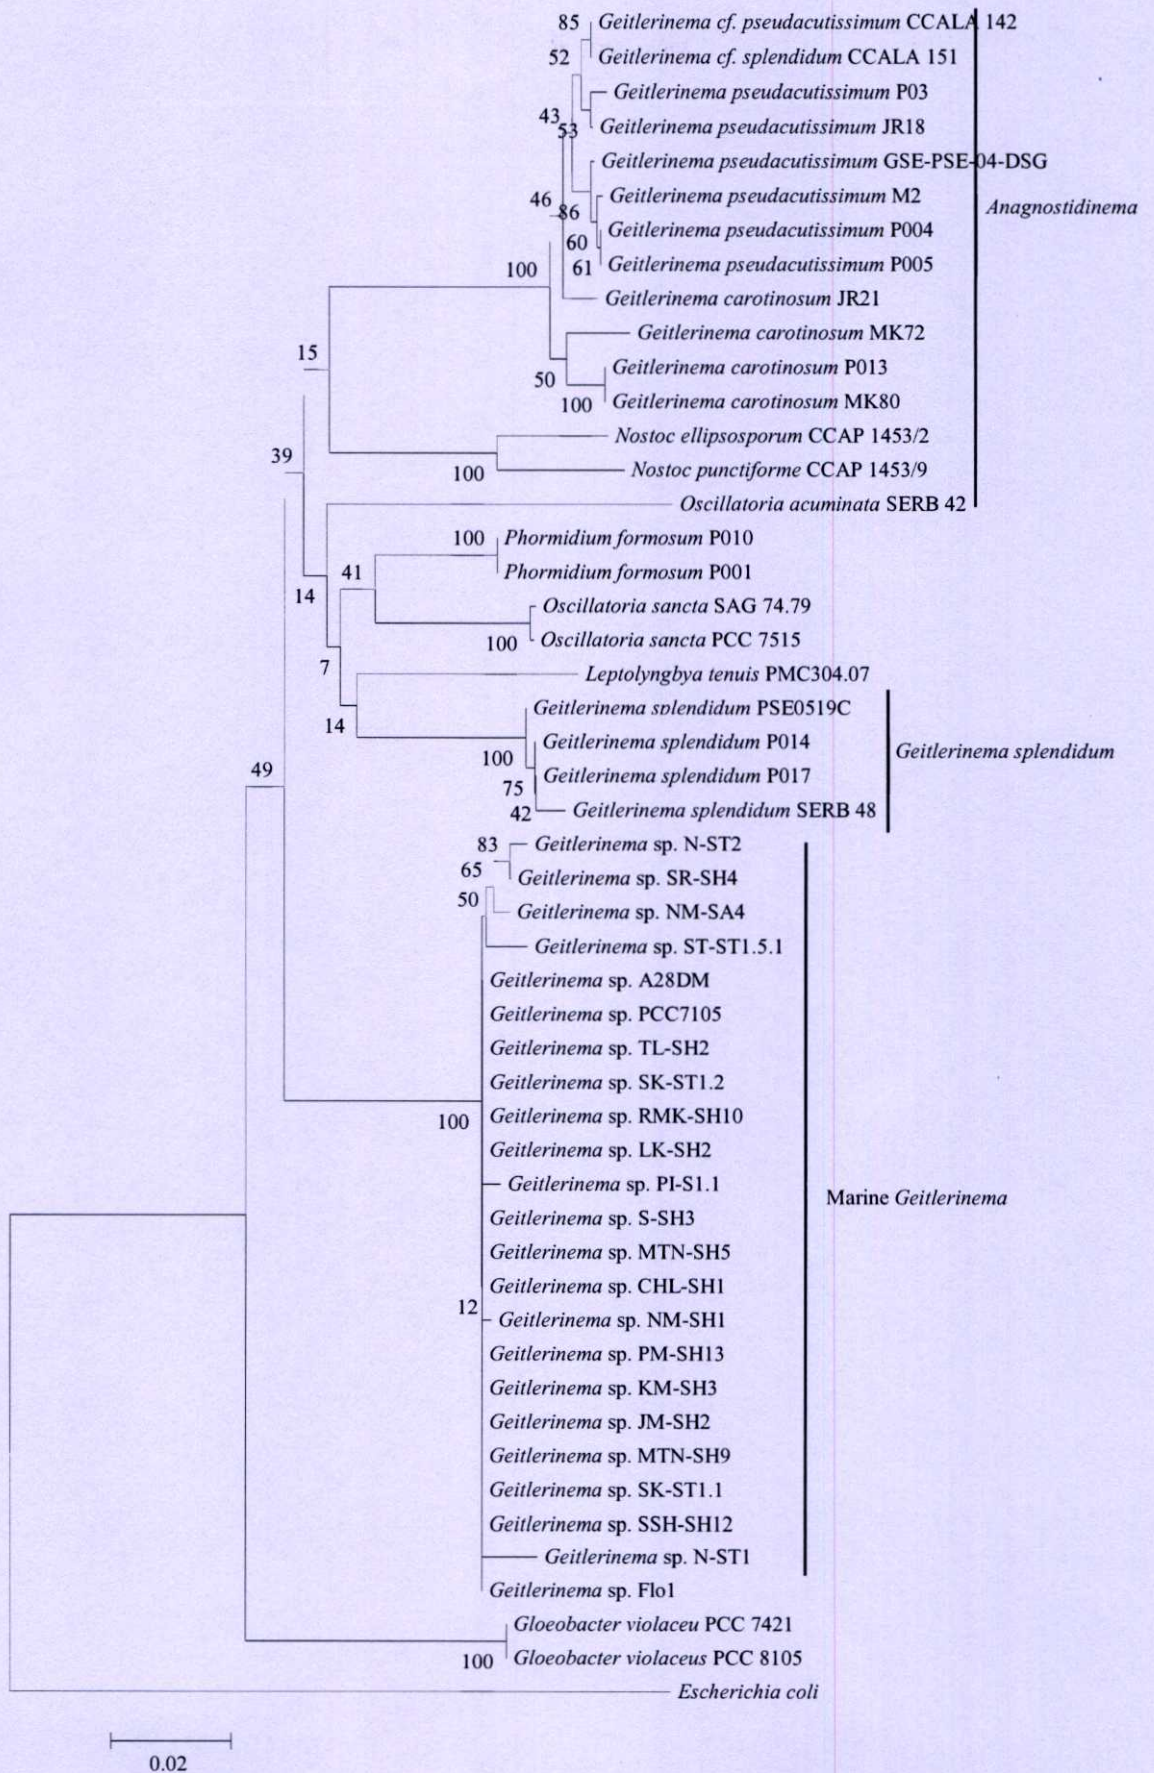 85 Geitlerinema cf. pseudacutissimum CCALA 142
52 Geitlerinema cf. splendidum CCALA 151
Geitlerinema pseudacutissimum P03
43
53 Geitlerinema pseudacutissimum JR18
Geitlerinema pseudacutissimum GSE-PSE-04-DSG
46 Geitlerinema pseudacutissimum M2
86 Anagnostidinema
Geitlerinema pseudacutissimum P004
60
100 61 Geitlerinema pseudacutissimum P005
Geitlerinema carotinosum JR21
Geitlerinema carotinosum MK72
15
Geitlerinema carotinosum P013
50
100 Geitlerinema carotinosum MK80
Nostoc ellipsosporum CCAP 1453/2
39
100 Nostoc punctiforme CCAP 1453/9
Oscillatoria acuminata SERB 42
100 Phormidium formosum P010
41 Phormidium formosum P001
14
Oscillatoria sancta SAG 74.79
100 Oscillatoria sancta PCC 7515
7
Leptolyngbya tenuis PMC304.07
Geitlerinema splendidum PSE0519C
14
Geitlerinema splendidum P014
100 Geitlerinema splendidum
49 Geitlerinema splendidum P017
75
42 Geitlerinema splendidum SERB 48
83 Geitlerinema sp. N-ST2
65 Geitlerinema sp. SR-SH4
50 Geitlerinema sp. NM-SA4
Geitlerinema sp. ST-ST1.5.1
Geitlerinema sp. A28DM
Geitlerinema sp. PCC7105
Geitlerinema sp. TL-SH2
Geitlerinema sp. SK-ST1.2
100 Geitlerinema sp. RMK-SH10
Geitlerinema sp. LK-SH2
Geitlerinema sp. PI-S1.1
Marine Geitlerinema
Geitlerinema sp. S-SH3
Geitlerinema sp. MTN-SH5
Geitlerinema sp. CHL-SH1
12
Geitlerinema sp. NM-SH1
Geitlerinema sp. PM-SH13
Geitlerinema sp. KM-SH3
Geitlerinema sp. JM-SH2
Geitlerinema sp. MTN-SH9
Geitlerinema sp. SK-ST1.1
Geitlerinema sp. SSH-SH12
Geitlerinema sp. N-ST1
Geitlerinema sp. Flo1
Gloeobacter violaceu PCC 7421
100 Gloeobacter violaceus PCC 8105
Escherichia coli
0.02